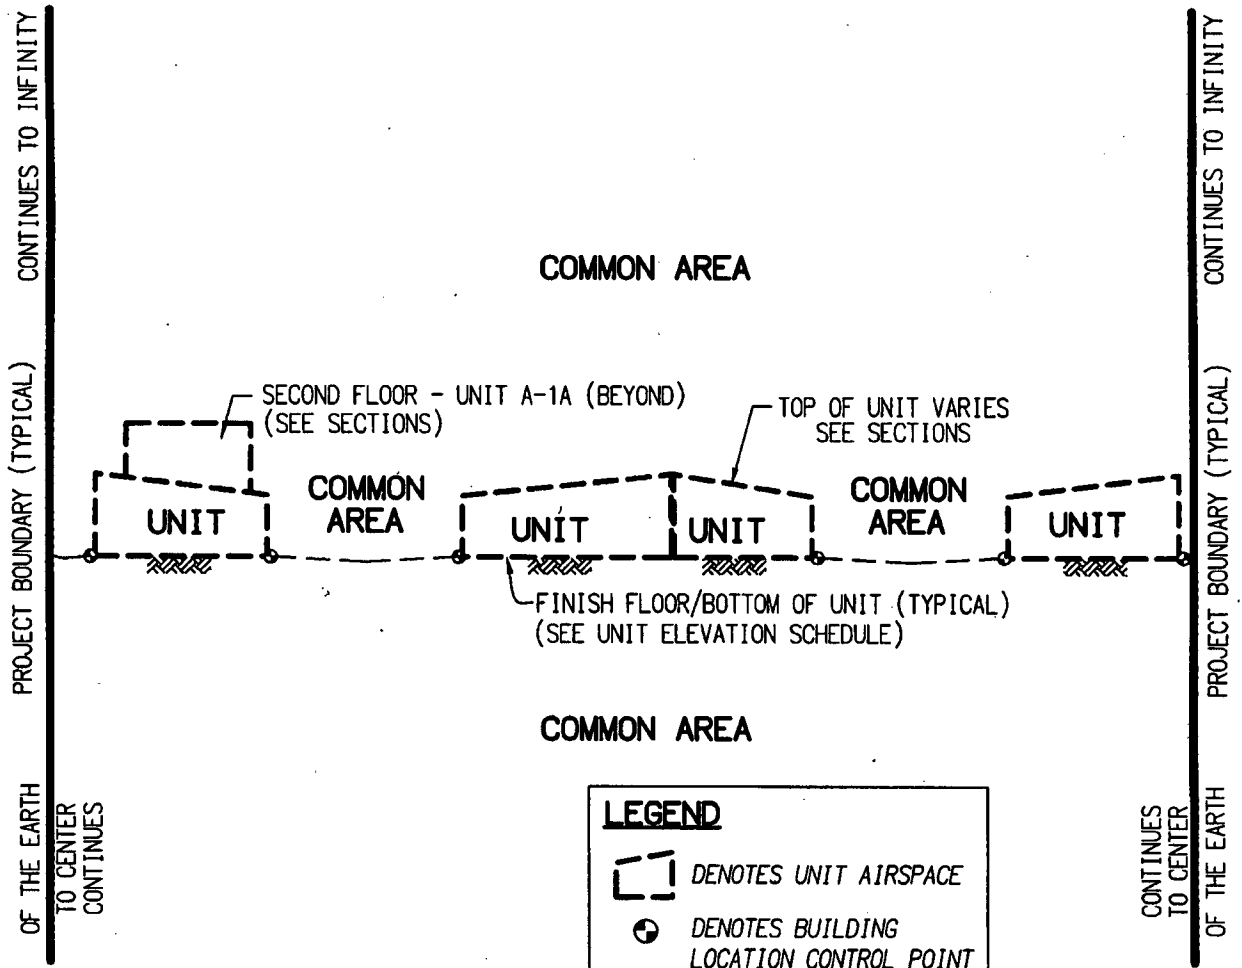 CONTINUES TO INFINITY
PROJECT BOUNDARY (TYPICAL)
OF THE EARTH
TO CENTER
CONTINUES
COMMON AREA
SECOND FLOOR - UNIT A-1A (BEYOND)
(SEE SECTIONS)
TOP OF UNIT VARIES
SEE SECTIONS
UNIT
COMMON
AREA
UNIT
UNIT
COMMON
AREA
UNIT
FINISH FLOOR/BOTTOM OF UNIT (TYPICAL)
(SEE UNIT ELEVATION SCHEDULE)
COMMON AREA
LEGEND
DENOTES UNIT AIRSPACE
DENOTES BUILDING
LOCATION CONTROL POINT
CONTINUES TO INFINITY
PROJECT BOUNDARY (TYPICAL)
CONTINUES
TO CENTER
OF THE EARTH